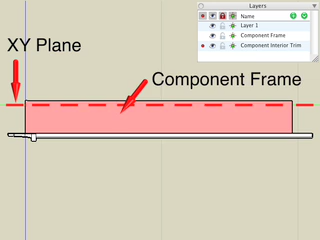 Layers
Name
Layer 1
Component Frame
Component Interior Trim
XY Plane
Component Frame